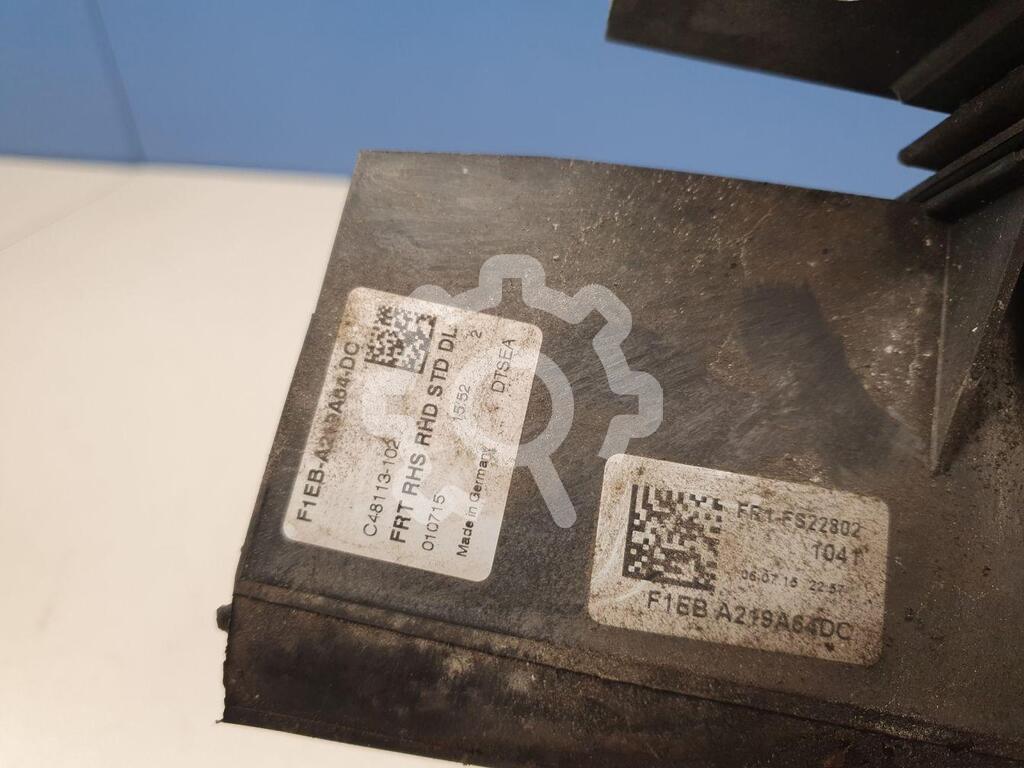 F1EB-A219A64-DC
C48113-102
FRT RHS RHD STD DL
010715 15:52 2
Made in Germany DTSEA
FR1-FS22802
1041
06.07.15 22:57
F1EB A219A64DC